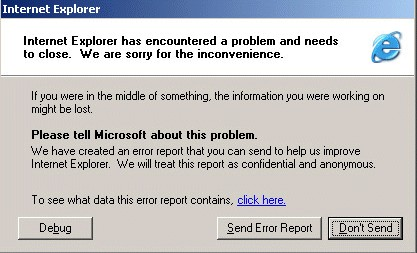 Internet Explorer
Internet Explorer has encountered a problem and needs
to close.  We are sorry for the inconvenience.
If you were in the middle of something, the information you were working on
might be lost.
Please tell Microsoft about this problem.
We have created an error report that you can send to help us improve
Internet Explorer.  We will treat this report as confidential and anonymous.
To see what data this error report contains, click here.
Debug
Send Error Report
Don't Send